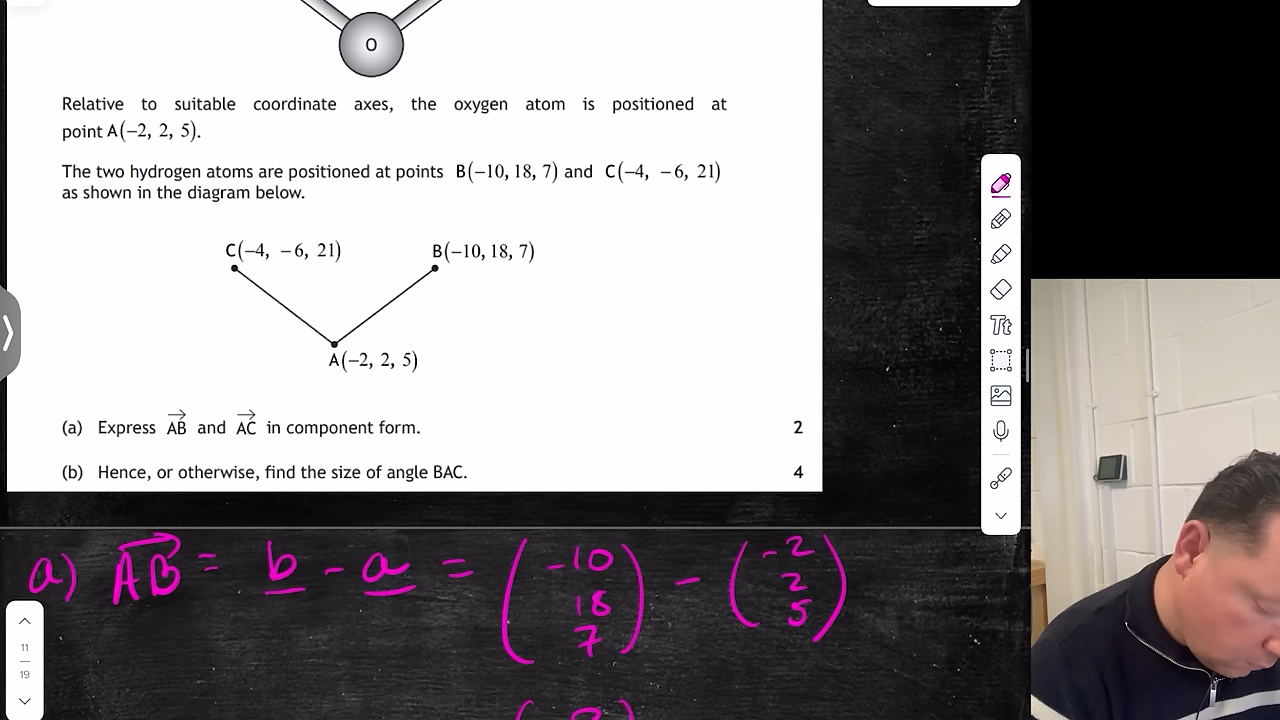 O
Relative to suitable coordinate axes, the oxygen atom is positioned at
point A(−2, 2, 5).
The two hydrogen atoms are positioned at points B(−10, 18, 7) and C(−4, −6, 21)
as shown in the diagram below.
C(−4, −6, 21)
B(−10, 18, 7)
A(−2, 2, 5)
(a) Express AB and AC in component form. 2
(b) Hence, or otherwise, find the size of angle BAC. 4
Tt
a) AB = b - a = (-10 18 7) - (-2 2 5)
11
19